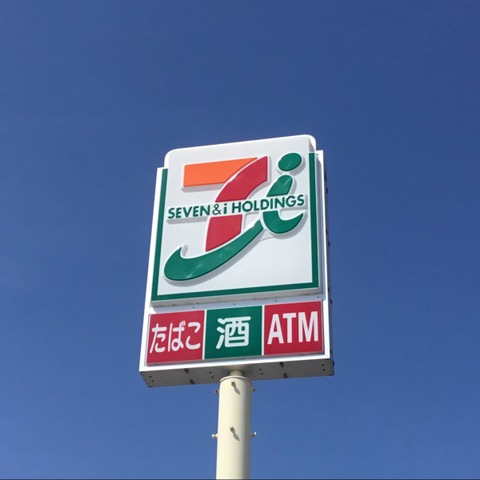 SEVEN & i HOLDINGS
たばこ 酒 ATM